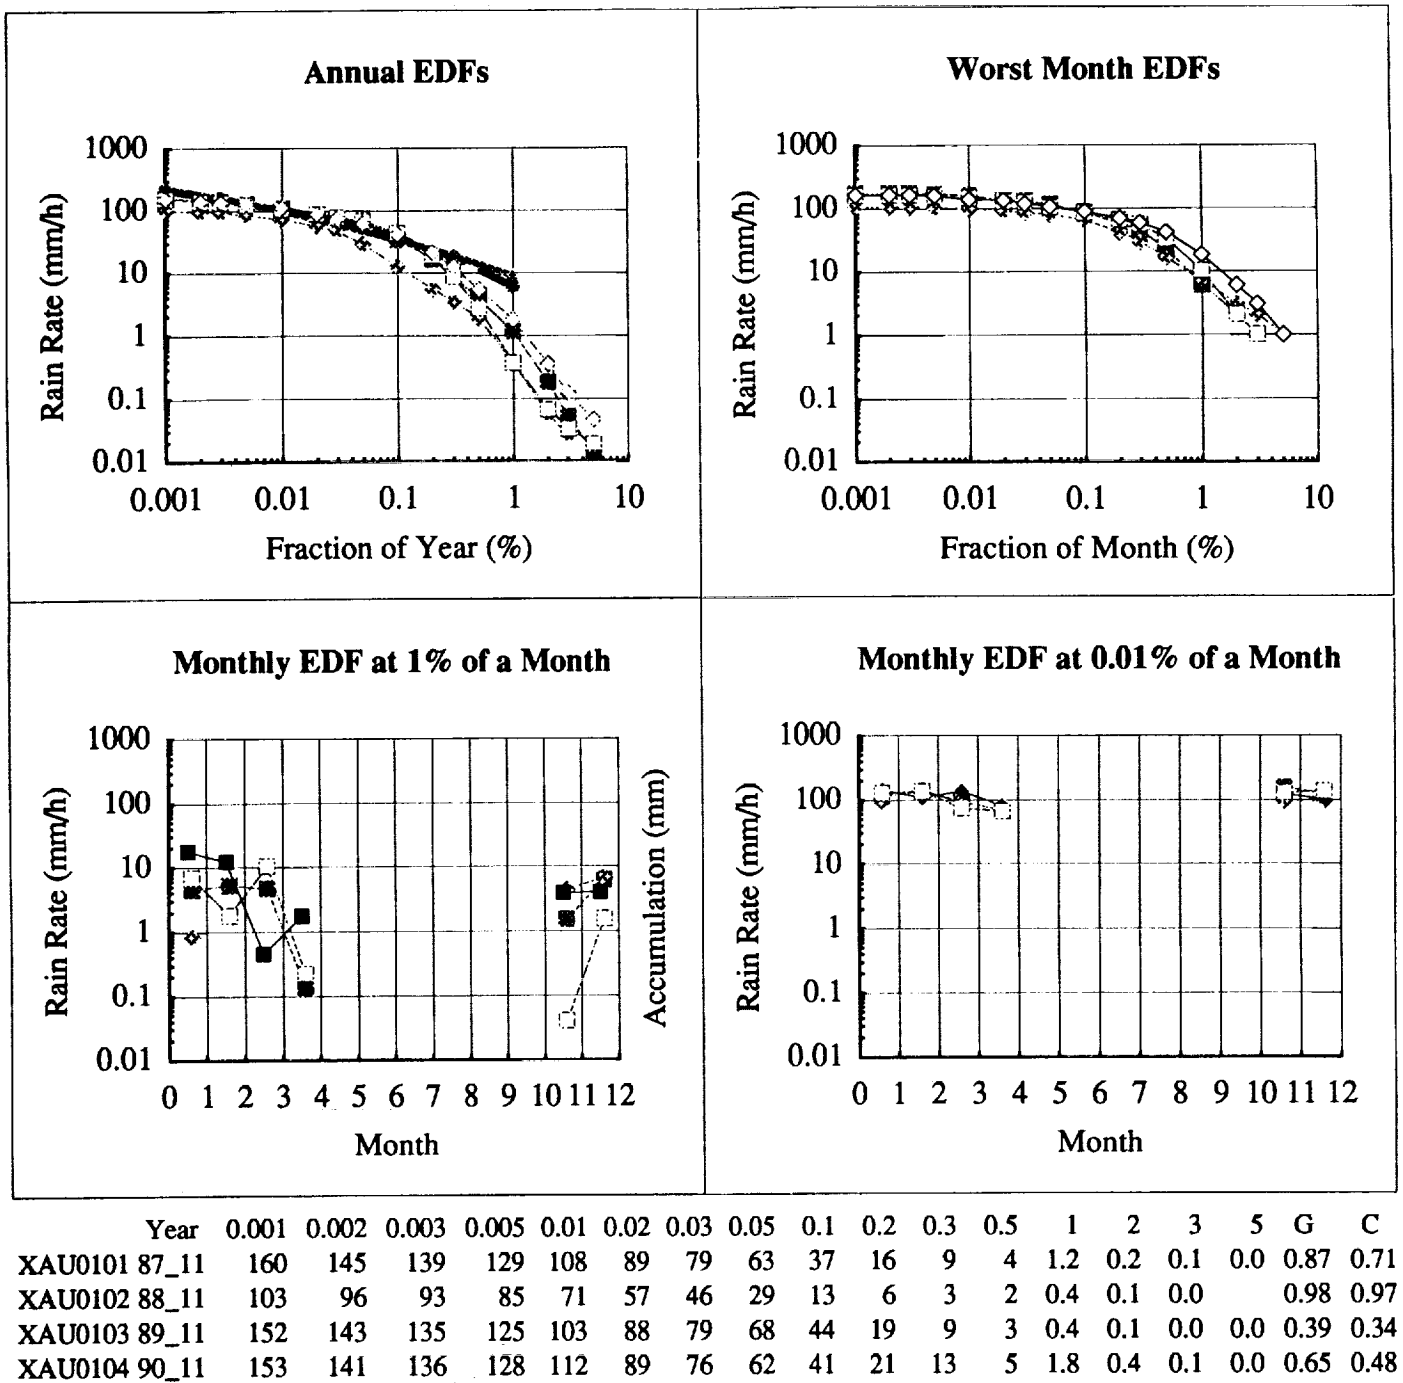 Annual EDFs
1000
100
10
1
0.1
0.01
Rain Rate (mm/h)
0.001 0.01 0.1 1 10
Fraction of Year (%)
Worst Month EDFs
1000
100
10
1
0.1
0.01
Rain Rate (mm/h)
0.001 0.01 0.1 1 10
Fraction of Month (%)
Monthly EDF at 1% of a Month
1000
100
10
1
0.1
0.01
Rain Rate (mm/h)
Accumulation (mm)
0 1 2 3 4 5 6 7 8 9 10 11 12
Month
Monthly EDF at 0.01% of a Month
1000
100
10
1
0.1
0.01
Rain Rate (mm/h)
0 1 2 3 4 5 6 7 8 9 10 11 12
Month
Year 0.001 0.002 0.003 0.005 0.01 0.02 0.03 0.05 0.1 0.2 0.3 0.5 1 2 3 5 G C
XAU0101 87_11 160 145 139 129 108 89 79 63 37 16 9 4 1.2 0.2 0.1 0.0 0.87 0.71
XAU0102 88_11 103 96 93 85 71 57 46 29 13 6 3 2 0.4 0.1 0.0 0.98 0.97
XAU0103 89_11 152 143 135 125 103 88 79 68 44 19 9 3 0.4 0.1 0.0 0.0 0.39 0.34
XAU0104 90_11 153 141 136 128 112 89 76 62 41 21 13 5 1.8 0.4 0.1 0.0 0.65 0.48